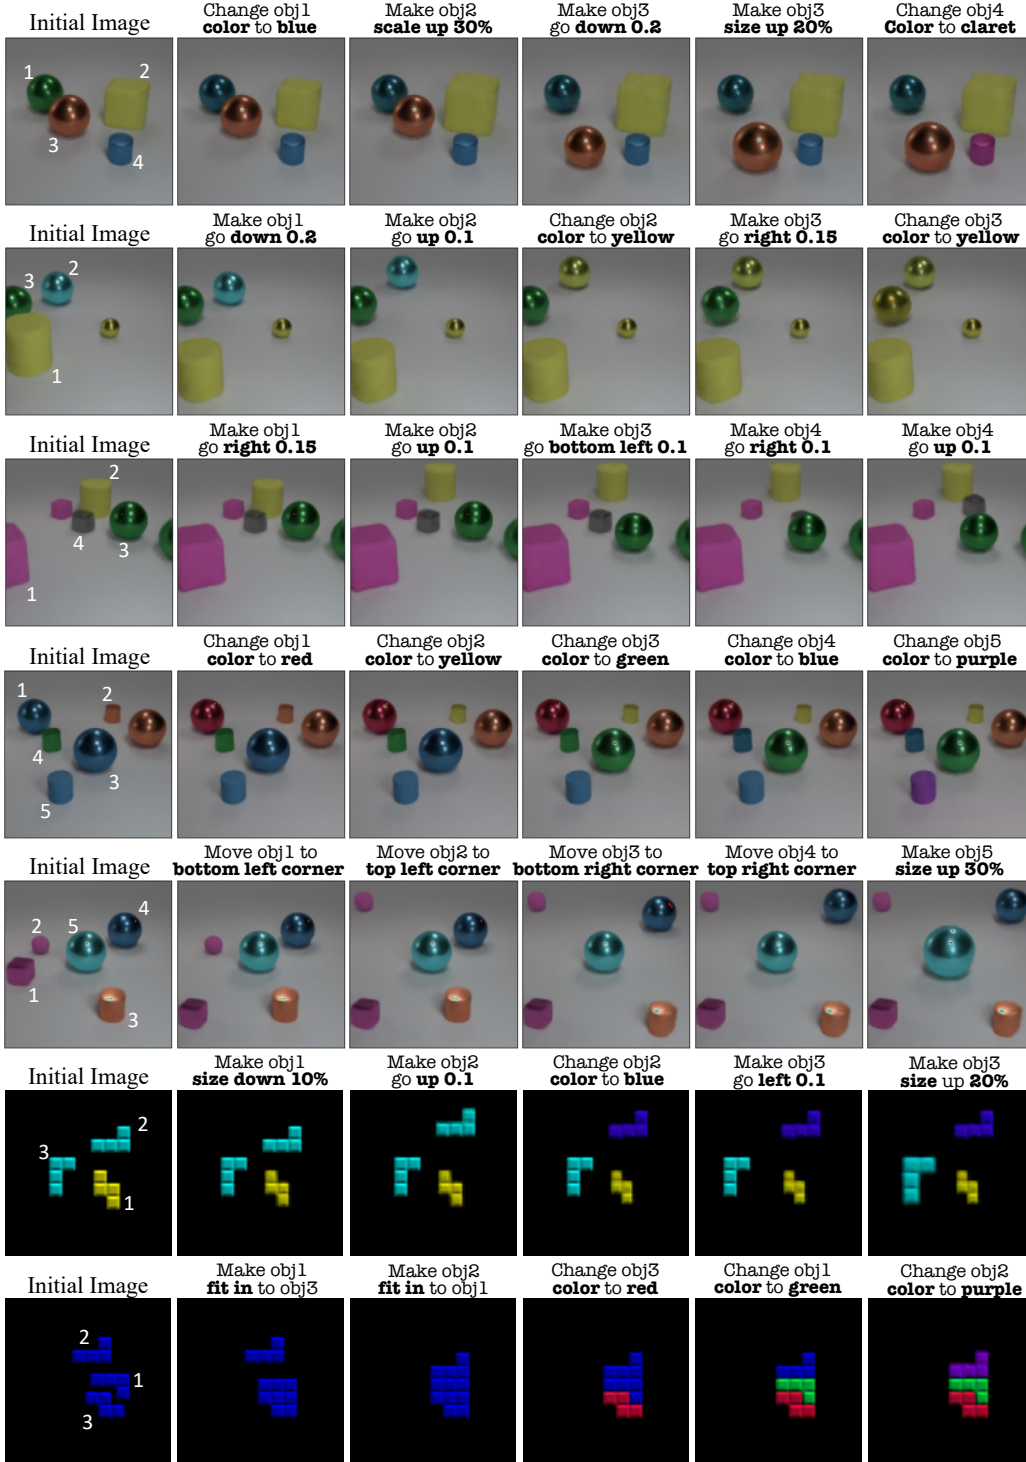 Initial Image
Change obj1
color to blue
Make obj2
scale up 30%
Make obj3
go down 0.2
Make obj3
size up 20%
Change obj4
Color to claret
1
2
3
4
Initial Image
Make obj1
go down 0.2
Make obj2
go up 0.1
Change obj2
color to yellow
Make obj3
go right 0.15
Change obj3
color to yellow
3
2
1
Initial Image
Make obj1
go right 0.15
Make obj2
go up 0.1
Make obj3
go bottom left 0.1
Make obj4
go right 0.1
Make obj4
go up 0.1
2
4
3
1
Initial Image
Change obj1
color to red
Change obj2
color to yellow
Change obj3
color to green
Change obj4
color to blue
Change obj5
color to purple
1
2
4
3
5
Initial Image
Move obj1 to
bottom left corner
Move obj2 to
top left corner
Move obj3 to
bottom right corner
Move obj4 to
top right corner
Make obj5
size up 30%
4
2
5
1
3
Initial Image
Make obj1
size down 10%
Make obj2
go up 0.1
Change obj2
color to blue
Make obj3
go left 0.1
Make obj3
size up 20%
2
3
1
Initial Image
Make obj1
fit in to obj3
Make obj2
fit in to obj1
Change obj3
color to red
Change obj1
color to green
Change obj2
color to purple
2
1
3